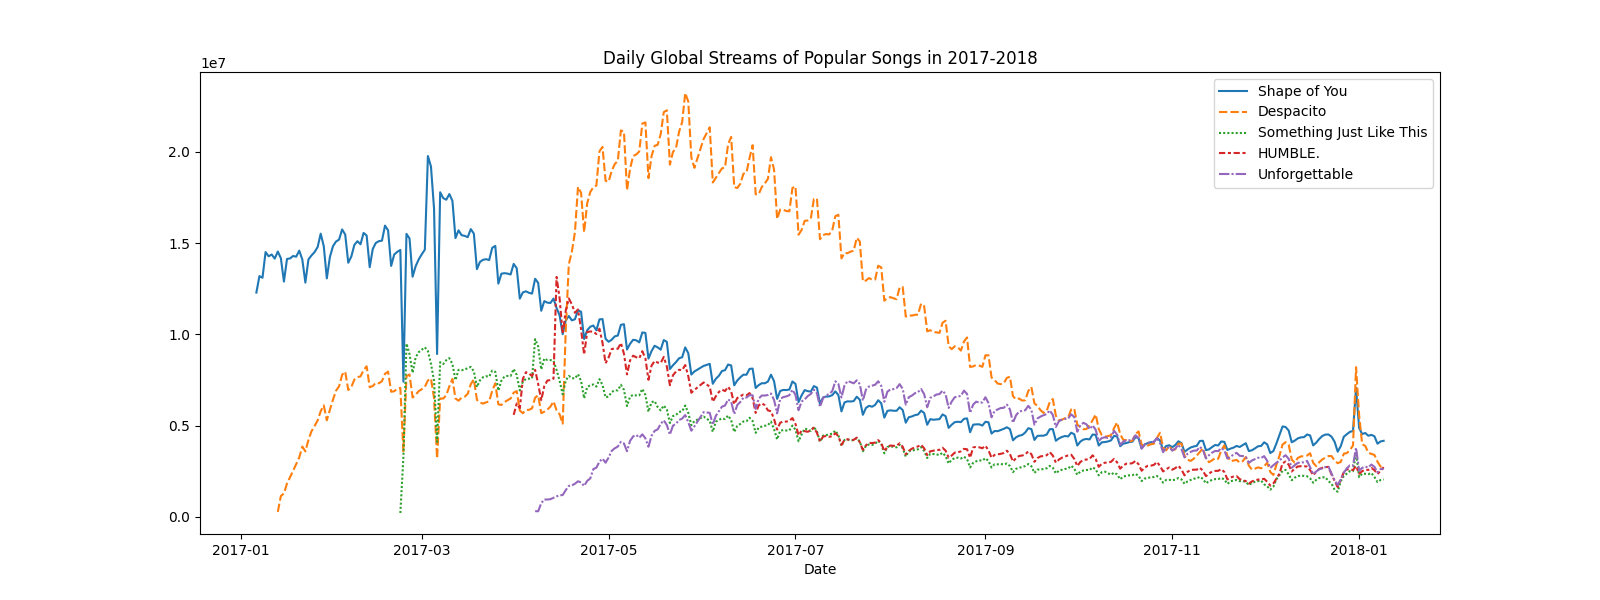 Daily Global Streams of Popular Songs in 2017-2018
1e7
Shape of You
Despacito
Something Just Like This
HUMBLE.
Unforgettable
2.0
1.5
1.0
0.5
0.0
2017-01 2017-03 2017-05 2017-07 2017-09 2017-11 2018-01
Date